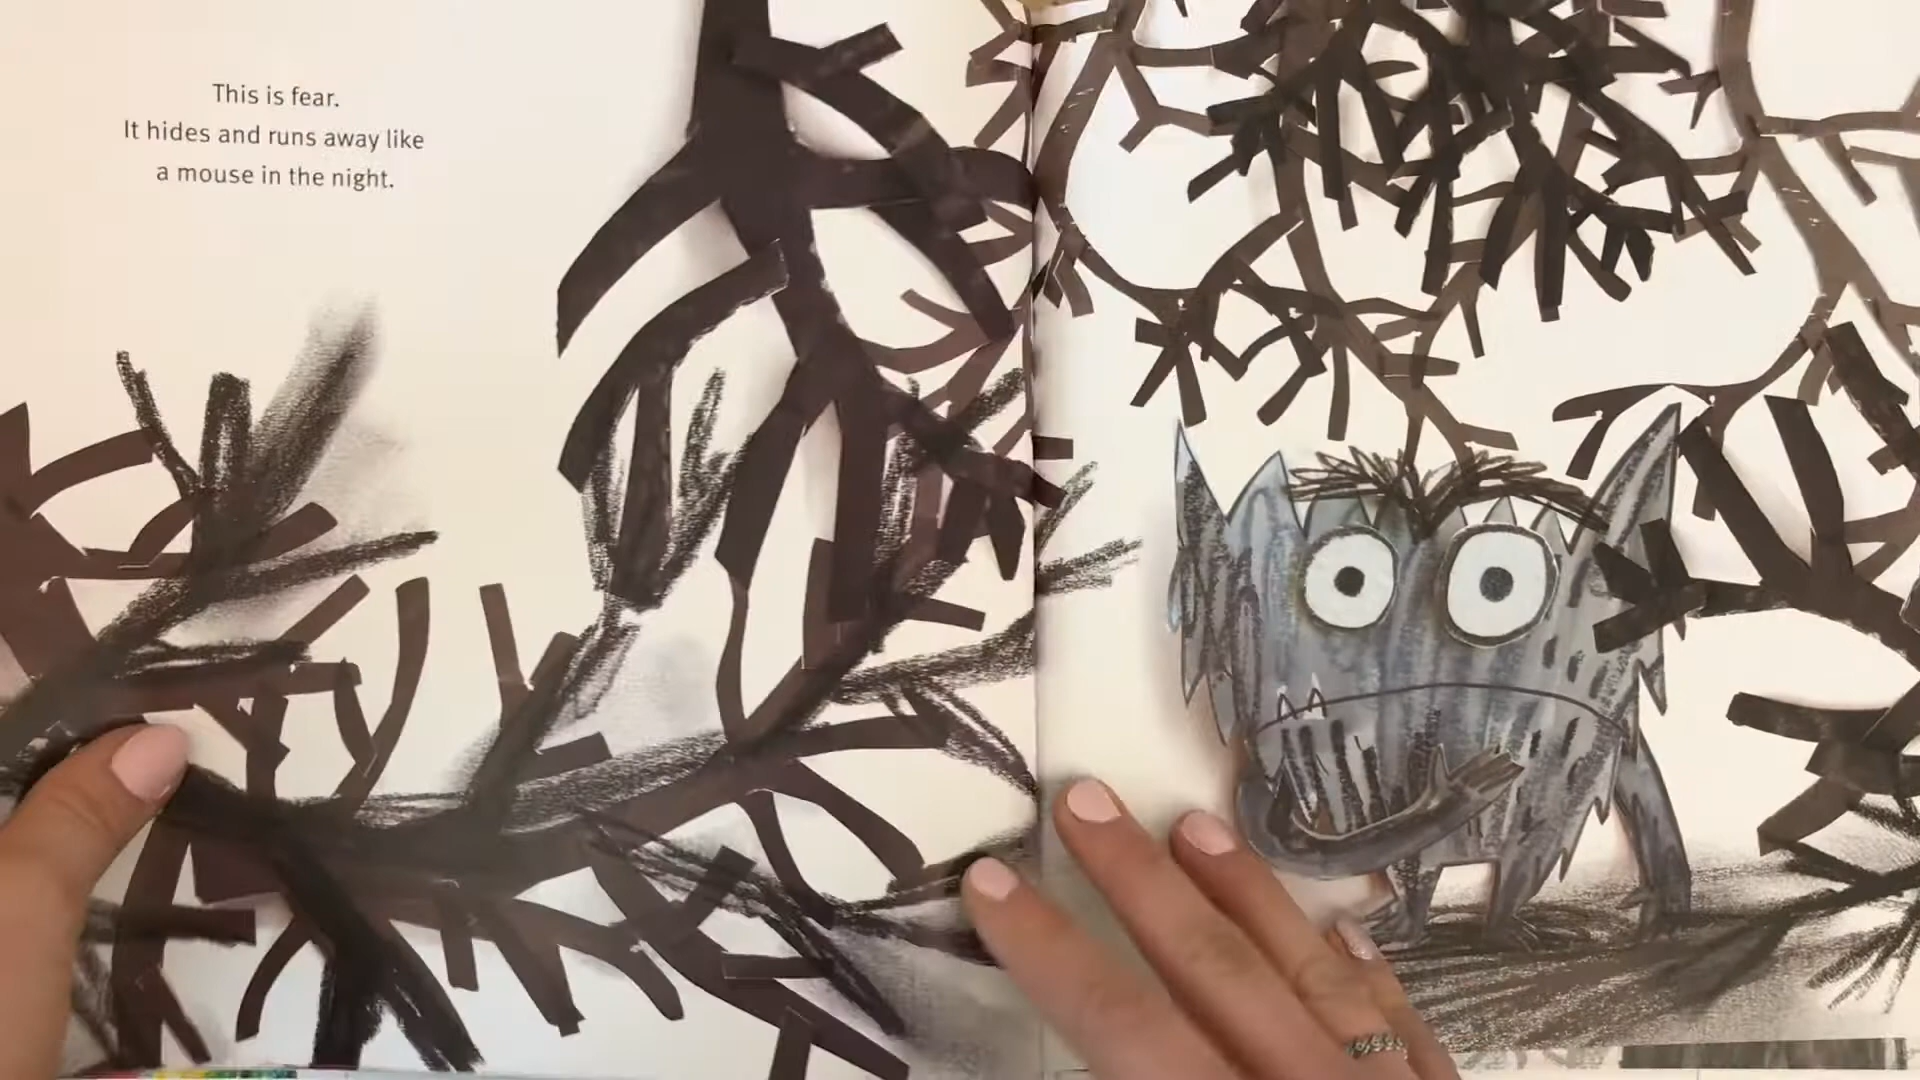 This is fear.
It hides and runs away like
a mouse in the night.